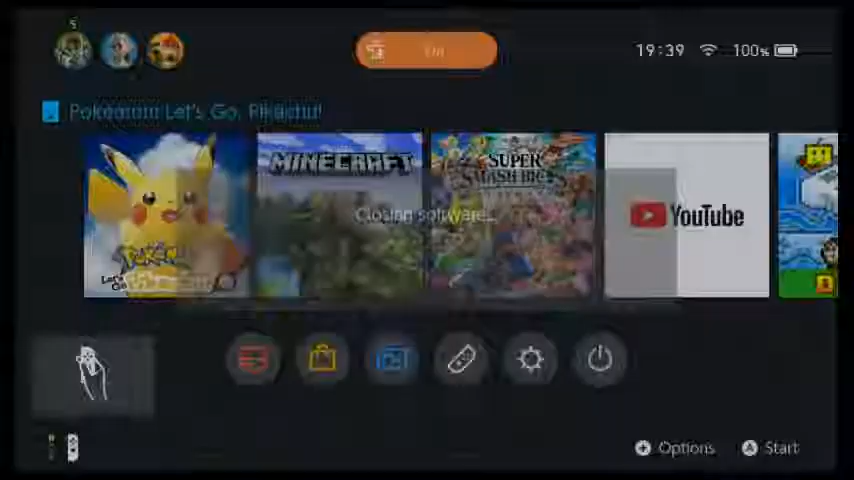 19:39 100%
Pokémon: Let's Go, Pikachu!
MINECRAFT
SUPER
SMASH BROS
YouTube
Closing software...
Options Start